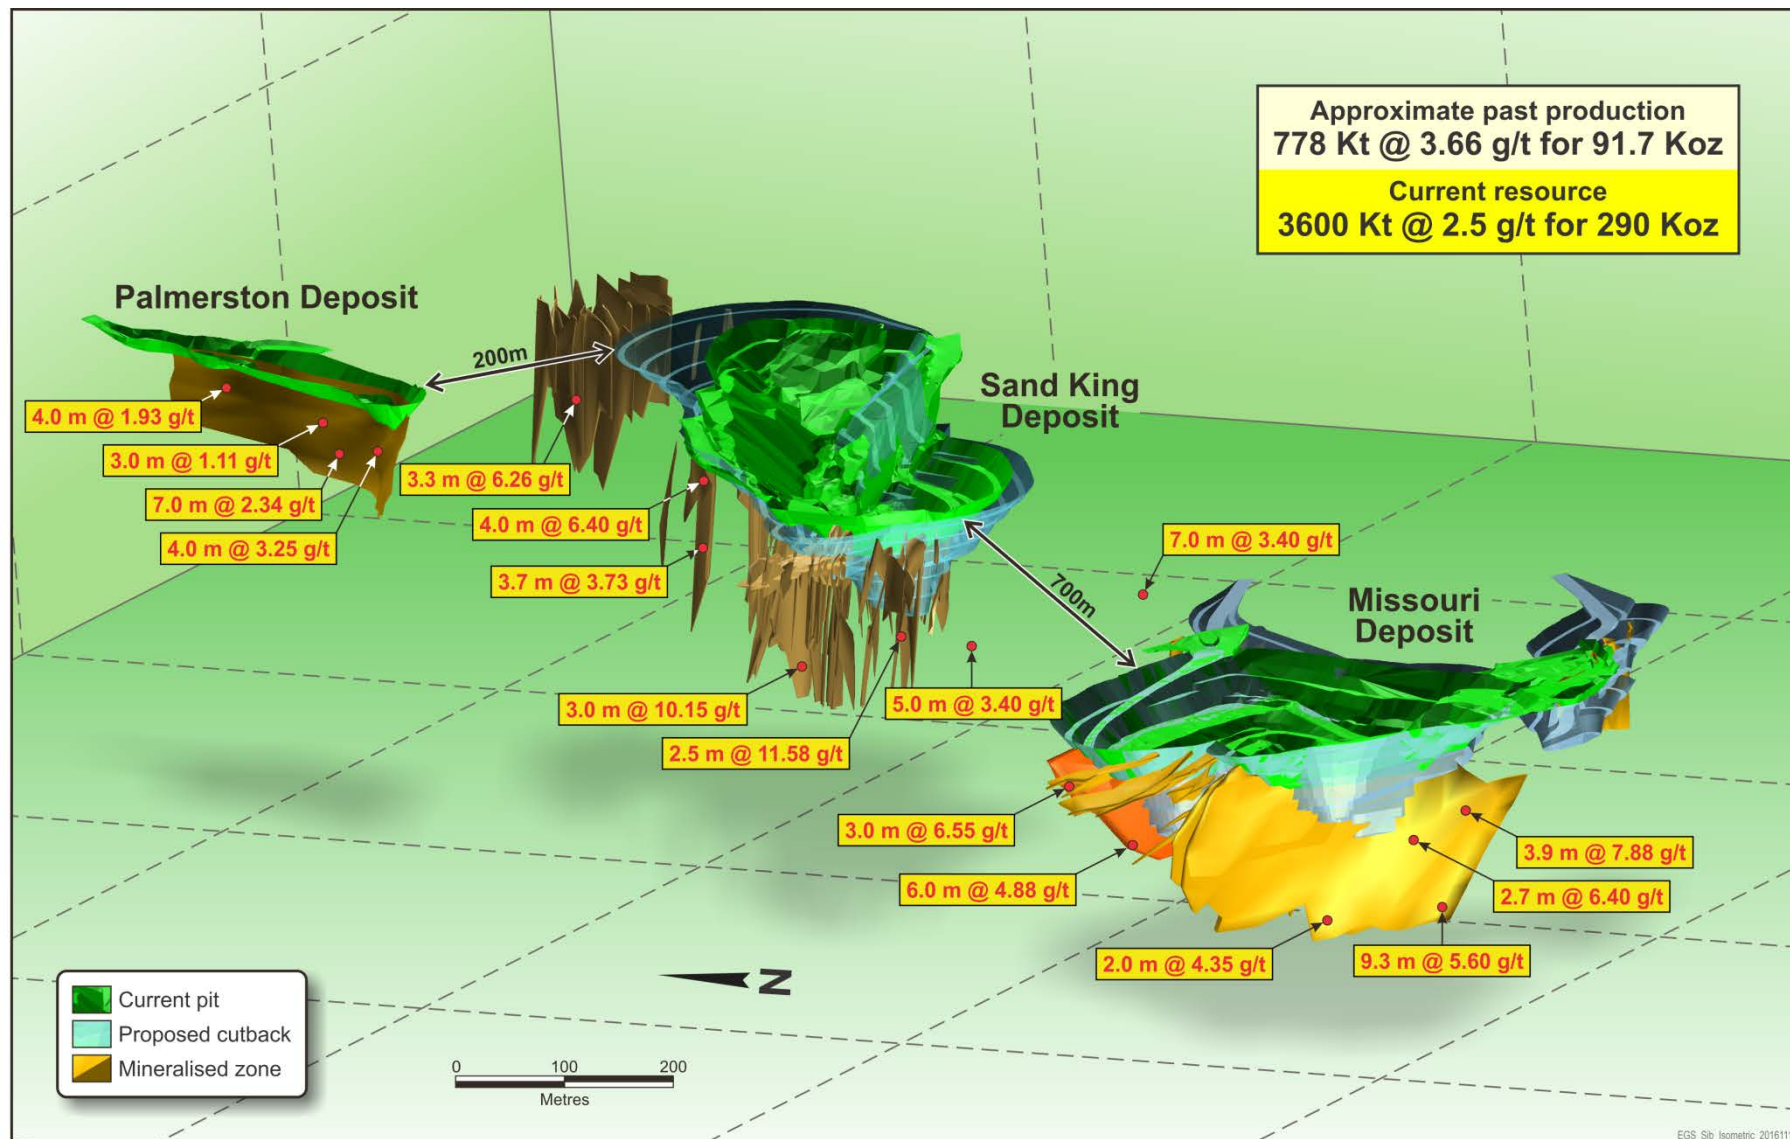 Approximate past production
778 Kt @ 3.66 g/t for 91.7 Koz
Current resource
3600 Kt @ 2.5 g/t for 290 Koz
Palmerston Deposit
200m
Sand King
Deposit
4.0 m @ 1.93 g/t
3.0 m @ 1.11 g/t
7.0 m @ 2.34 g/t
4.0 m @ 3.25 g/t
3.3 m @ 6.26 g/t
4.0 m @ 6.40 g/t
3.7 m @ 3.73 g/t
7.0 m @ 3.40 g/t
700m
Missouri
Deposit
3.0 m @ 10.15 g/t
5.0 m @ 3.40 g/t
2.5 m @ 11.58 g/t
3.0 m @ 6.55 g/t
6.0 m @ 4.88 g/t
3.9 m @ 7.88 g/t
2.7 m @ 6.40 g/t
2.0 m @ 4.35 g/t
9.3 m @ 5.60 g/t
N
Current pit
Proposed cutback
Mineralised zone
0 100 200
Metres